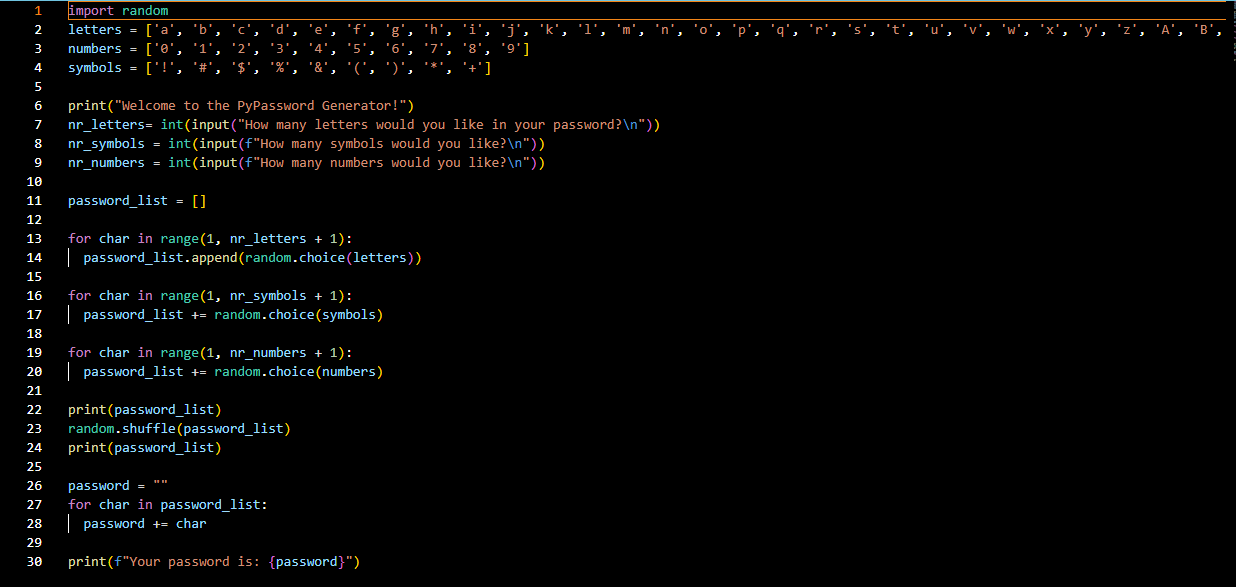 1 import random
2 letters = ['a', 'b', 'c', 'd', 'e', 'f', 'g', 'h', 'i', 'j', 'k', 'l', 'm', 'n', 'o', 'p', 'q', 'r', 's', 't', 'u', 'v', 'w', 'x', 'y', 'z', 'A', 'B',
3 numbers = ['0', '1', '2', '3', '4', '5', '6', '7', '8', '9']
4 symbols = ['!', '#', '$', '%', '&', '(', ')', '*', '+']
5
6 print("Welcome to the PyPassword Generator!")
7 nr_letters= int(input("How many letters would you like in your password?\n"))
8 nr_symbols = int(input(f"How many symbols would you like?\n"))
9 nr_numbers = int(input(f"How many numbers would you like?\n"))
10
11 password_list = []
12
13 for char in range(1, nr_letters + 1):
14   password_list.append(random.choice(letters))
15
16 for char in range(1, nr_symbols + 1):
17   password_list += random.choice(symbols)
18
19 for char in range(1, nr_numbers + 1):
20   password_list += random.choice(numbers)
21
22 print(password_list)
23 random.shuffle(password_list)
24 print(password_list)
25
26 password = ""
27 for char in password_list:
28   password += char
29
30 print(f"Your password is: {password}")